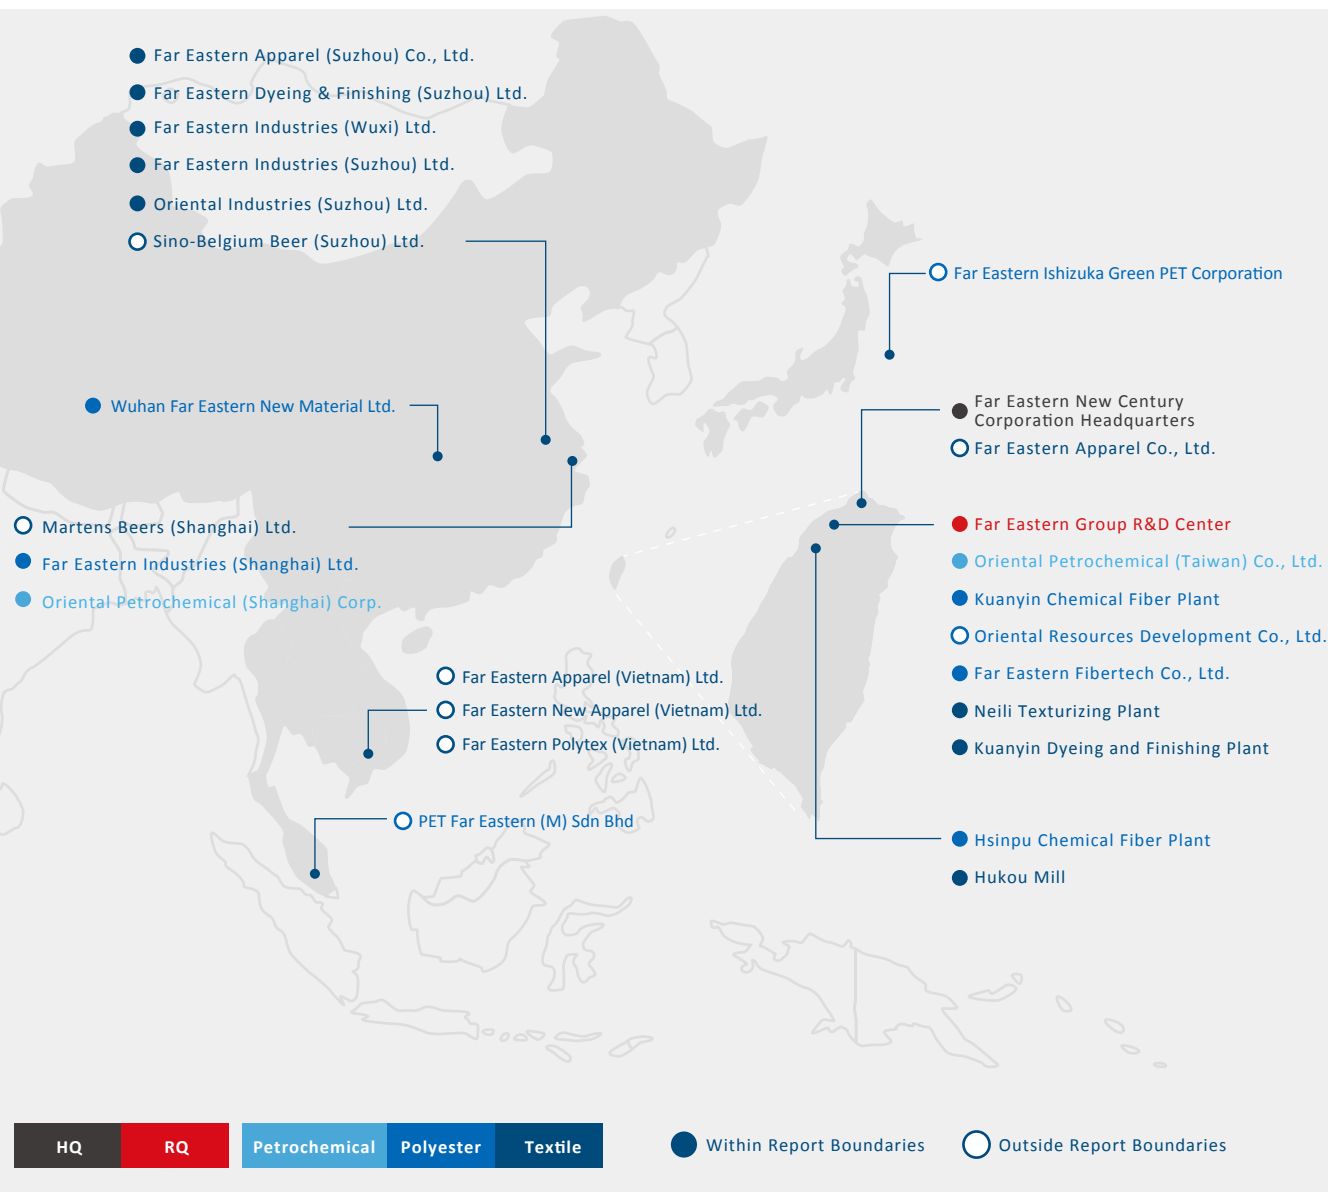 Far Eastern Apparel (Suzhou) Co., Ltd.
Far Eastern Dyeing & Finishing (Suzhou) Ltd.
Far Eastern Industries (Wuxi) Ltd.
Far Eastern Industries (Suzhou) Ltd.
Oriental Industries (Suzhou) Ltd.
Sino-Belgium Beer (Suzhou) Ltd.
Far Eastern Ishizuka Green PET Corporation
Wuhan Far Eastern New Material Ltd.
Far Eastern New Century
Corporation Headquarters
Far Eastern Apparel Co., Ltd.
Martens Beers (Shanghai) Ltd.
Far Eastern Industries (Shanghai) Ltd.
Oriental Petrochemical (Shanghai) Corp.
Far Eastern Group R&D Center
Oriental Petrochemical (Taiwan) Co., Ltd.
Kuanyin Chemical Fiber Plant
Oriental Resources Development Co., Ltd.
Far Eastern Fibertech Co., Ltd.
Neili Texturizing Plant
Kuanyin Dyeing and Finishing Plant
Far Eastern Apparel (Vietnam) Ltd.
Far Eastern New Apparel (Vietnam) Ltd.
Far Eastern Polytex (Vietnam) Ltd.
PET Far Eastern (M) Sdn Bhd
Hsinpu Chemical Fiber Plant
Hukou Mill
HQ
RQ
Petrochemical
Polyester
Textile
Within Report Boundaries
Outside Report Boundaries